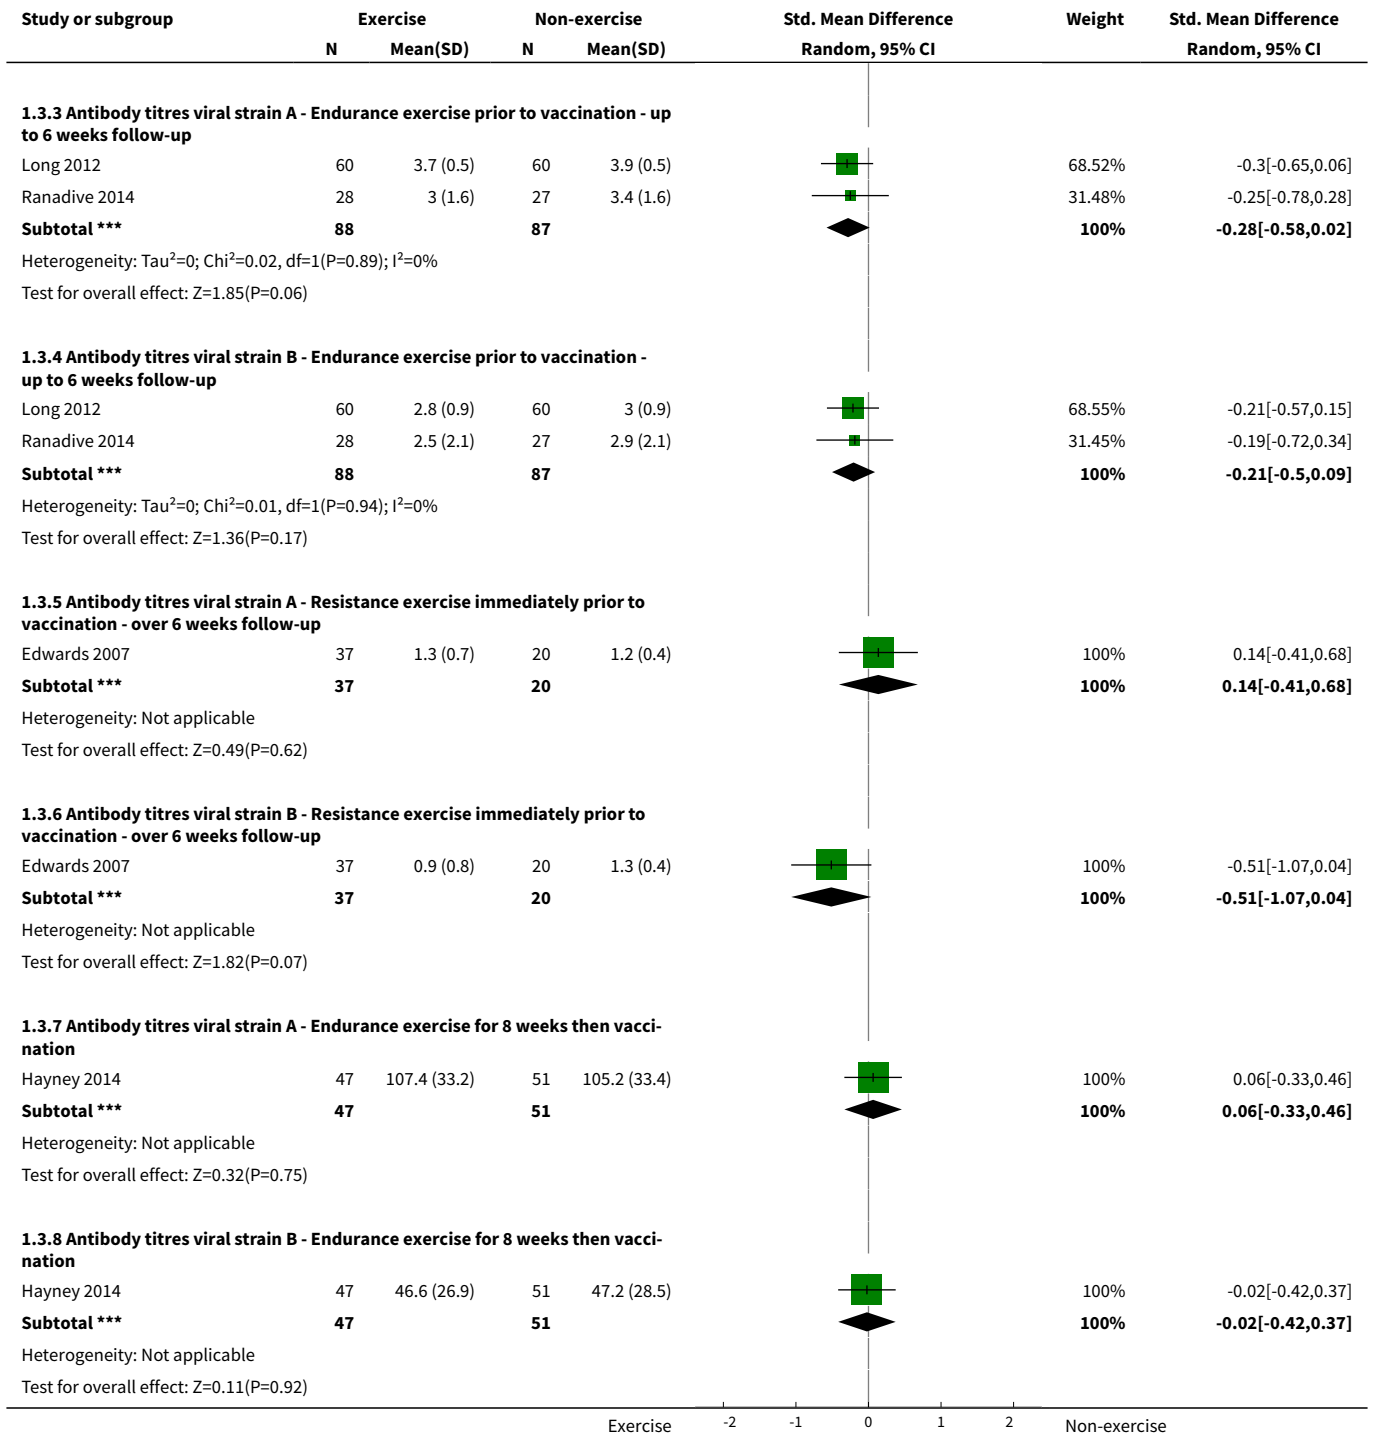 Study or subgroup Exercise Non-exercise Std. Mean Difference Weight Std. Mean Difference
N Mean(SD) N Mean(SD) Random, 95% CI Random, 95% CI
1.3.3 Antibody titres viral strain A - Endurance exercise prior to vaccination - up
to 6 weeks follow-up
Long 2012 60 3.7 (0.5) 60 3.9 (0.5) 68.52% -0.3[-0.65,0.06]
Ranadive 2014 28 3 (1.6) 27 3.4 (1.6) 31.48% -0.25[-0.78,0.28]
Subtotal *** 88 87 100% -0.28[-0.58,0.02]
Heterogeneity: Tau²=0; Chi²=0.02, df=1(P=0.89); I²=0%
Test for overall effect: Z=1.85(P=0.06)
1.3.4 Antibody titres viral strain B - Endurance exercise prior to vaccination -
up to 6 weeks follow-up
Long 2012 60 2.8 (0.9) 60 3 (0.9) 68.55% -0.21[-0.57,0.15]
Ranadive 2014 28 2.5 (2.1) 27 2.9 (2.1) 31.45% -0.19[-0.72,0.34]
Subtotal *** 88 87 100% -0.21[-0.5,0.09]
Heterogeneity: Tau²=0; Chi²=0.01, df=1(P=0.94); I²=0%
Test for overall effect: Z=1.36(P=0.17)
1.3.5 Antibody titres viral strain A - Resistance exercise immediately prior to
vaccination - over 6 weeks follow-up
Edwards 2007 37 1.3 (0.7) 20 1.2 (0.4) 100% 0.14[-0.41,0.68]
Subtotal *** 37 20 100% 0.14[-0.41,0.68]
Heterogeneity: Not applicable
Test for overall effect: Z=0.49(P=0.62)
1.3.6 Antibody titres viral strain B - Resistance exercise immediately prior to
vaccination - over 6 weeks follow-up
Edwards 2007 37 0.9 (0.8) 20 1.3 (0.4) 100% -0.51[-1.07,0.04]
Subtotal *** 37 20 100% -0.51[-1.07,0.04]
Heterogeneity: Not applicable
Test for overall effect: Z=1.82(P=0.07)
1.3.7 Antibody titres viral strain A - Endurance exercise for 8 weeks then vacci-
nation
Hayney 2014 47 107.4 (33.2) 51 105.2 (33.4) 100% 0.06[-0.33,0.46]
Subtotal *** 47 51 100% 0.06[-0.33,0.46]
Heterogeneity: Not applicable
Test for overall effect: Z=0.32(P=0.75)
1.3.8 Antibody titres viral strain B - Endurance exercise for 8 weeks then vacci-
nation
Hayney 2014 47 46.6 (26.9) 51 47.2 (28.5) 100% -0.02[-0.42,0.37]
Subtotal *** 47 51 100% -0.02[-0.42,0.37]
Heterogeneity: Not applicable
Test for overall effect: Z=0.11(P=0.92)
Exercise -2 -1 0 1 2 Non-exercise